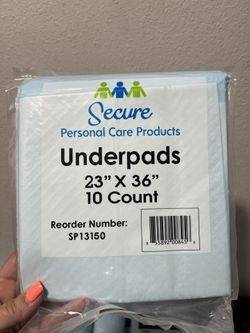 Secure
Personal Care Products
Underpads
23" X 36"
10 Count
Reorder Number:
SP13150